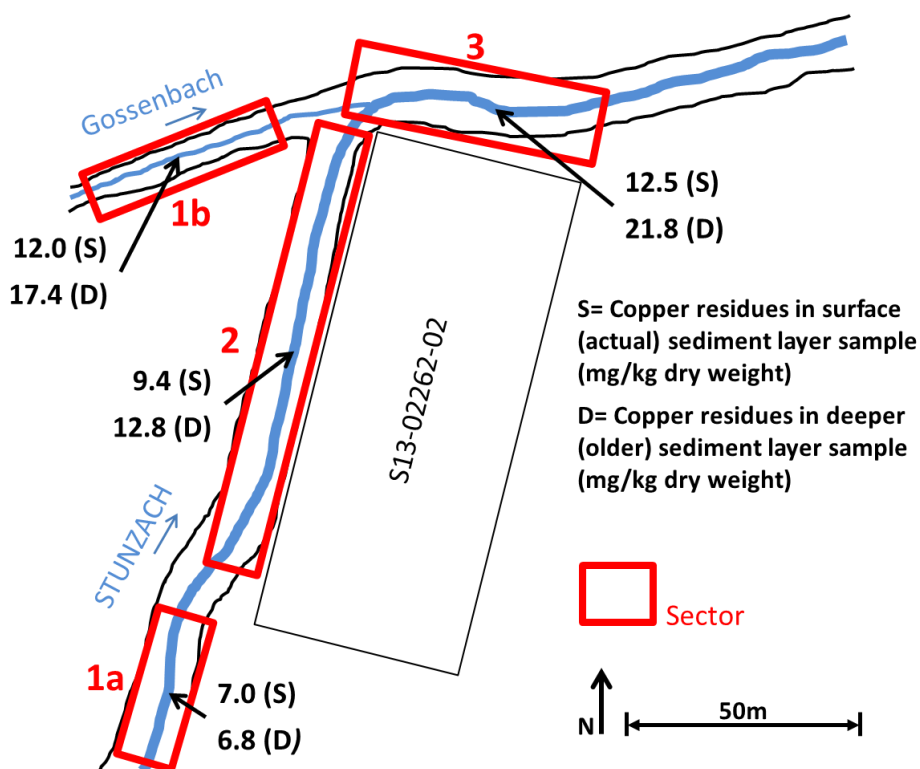 3
Gossenbach
1b
12.0 (S)
17.4 (D)
12.5 (S)
21.8 (D)
2
9.4 (S)
12.8 (D)
S13-02262-02
S= Copper residues in surface
(actual) sediment layer sample
(mg/kg dry weight)
D= Copper residues in deeper
(older) sediment layer sample
(mg/kg dry weight)
STUNZACH
Sector
1a
7.0 (S)
6.8 (D)
N
50m